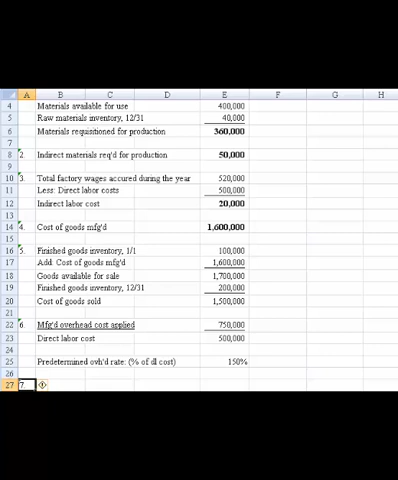 A B C D E F G H
4 Materials available for use 400,000
5 Raw materials inventory, 12/31 40,000
6 Materials requisitioned for production 360,000
7
8 2. Indirect materials req'd for production 50,000
9
10 3. Total factory wages accured during the year 520,000
11 Less: Direct labor costs 500,000
12 Indirect labor cost 20,000
13
14 4. Cost of goods mfg'd 1,600,000
15
16 5. Finished goods inventory, 1/1 100,000
17 Add: Cost of goods mfg'd 1,600,000
18 Goods available for sale 1,700,000
19 Finished goods inventory, 12/31 200,000
20 Cost of goods sold 1,500,000
21
22 6. Mfg'd overhead cost applied 750,000
23 Direct labor cost 500,000
24
25 Predetermined ovh'd rate: (% of dl cost) 150%
26
27 7.